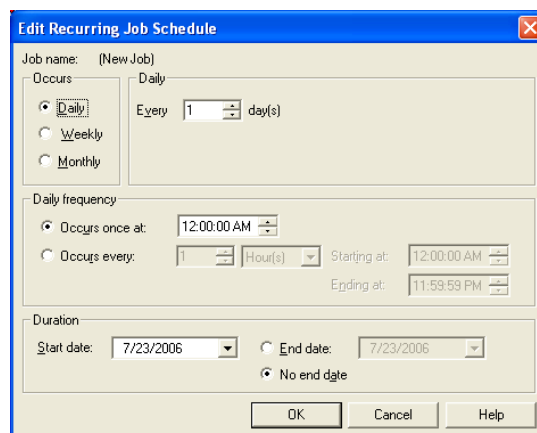 Edit Recurring Job Schedule
Job name: (New Job)
Occurs
Daily
Weekly
Monthly
Daily
Every 1 day(s)
Daily frequency
Occurs once at: 12:00:00 AM
Occurs every: 1 Hour(s) Starting at: 12:00:00 AM
Ending at: 11:59:59 PM
Duration
Start date: 7/23/2006 End date: 7/23/2006
No end date
OK Cancel Help